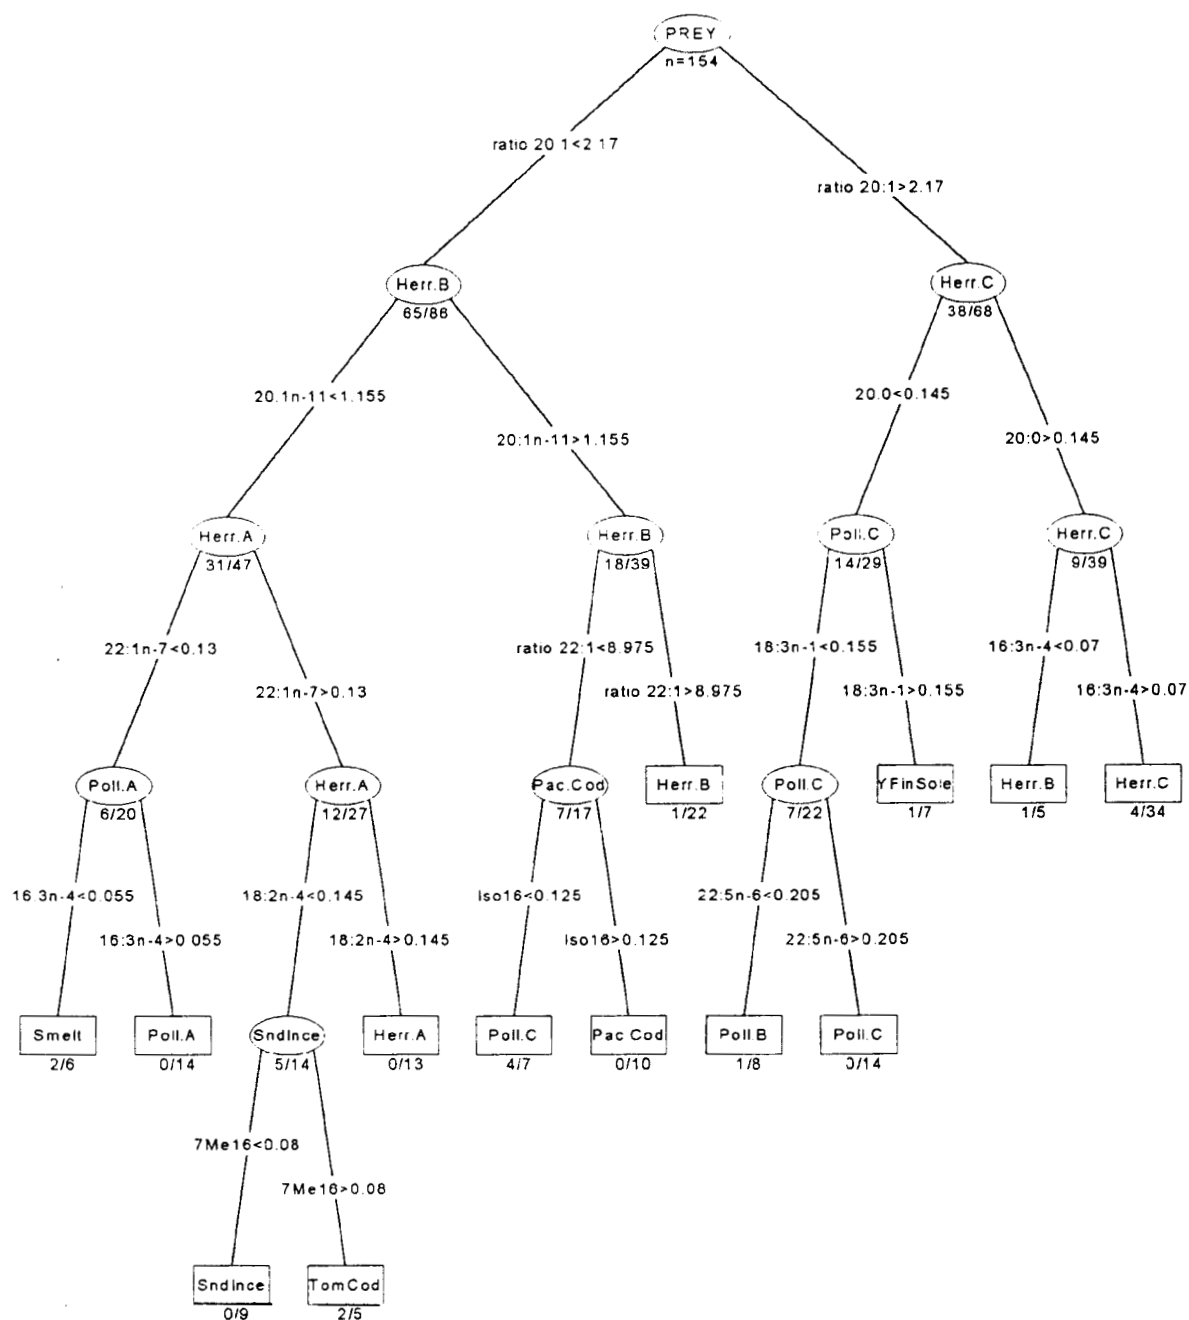 PREY
n=154
ratio 20 1<2 17
ratio 20:1>2.17
Herr.B
65/86
Herr.C
38/68
20.1n-11<1.155
20:1n-11>1.155
20.0<0.145
20:0>0.145
Herr.A
31/47
Herr.B
18/39
Poll.C
14/29
Herr.C
9/39
22:1n-7<0.13
22:1n-7>0.13
ratio 22:1<8.975
ratio 22:1>8.975
18:3n-1<0.155
18:3n-1>0.155
16:3n-4<0.07
16:3n-4>0.07
Poll.A
6/20
Herr.A
12/27
Pac.Cod
7/17
Herr.B
1/22
Poll.C
7/22
YFinSole
1/7
Herr.B
1/5
Herr.C
4/34
16.3n-4<0.055
16:3n-4>0.055
18:2n-4<0.145
18:2n-4>0.145
Iso16<0.125
Iso16>0.125
22:5n-6<0.205
22:5n-6>0.205
Smelt
2/6
Poll.A
0/14
Sndlnce
5/14
Herr.A
0/13
Poll.C
4/7
Pac Cod
0/10
Poll.B
1/8
Poll.C
0/14
7Me16<0.08
7Me16>0.08
Sndlnce
0/9
TomCod
2/5